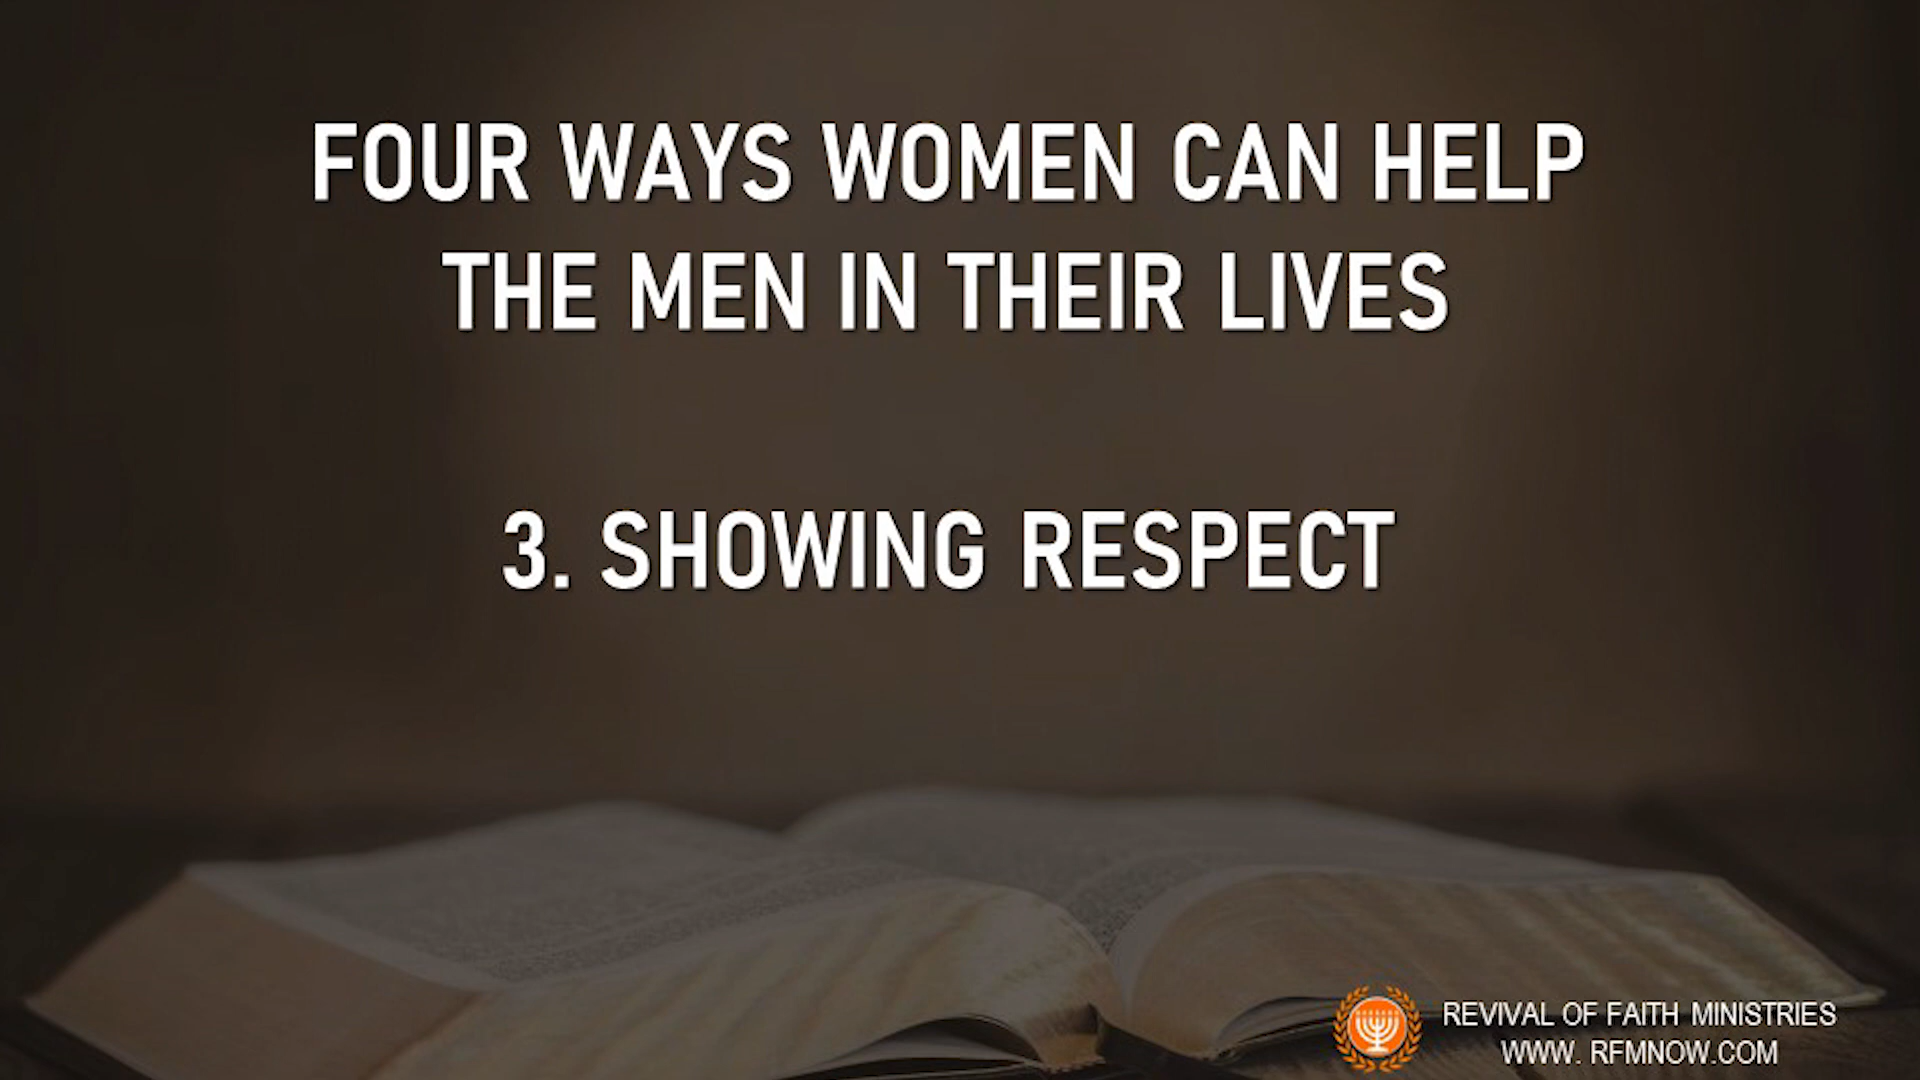 FOUR WAYS WOMEN CAN HELP
THE MEN IN THEIR LIVES
3. SHOWING RESPECT
REVIVAL OF FAITH MINISTRIES
WWW. RFMNOW.COM